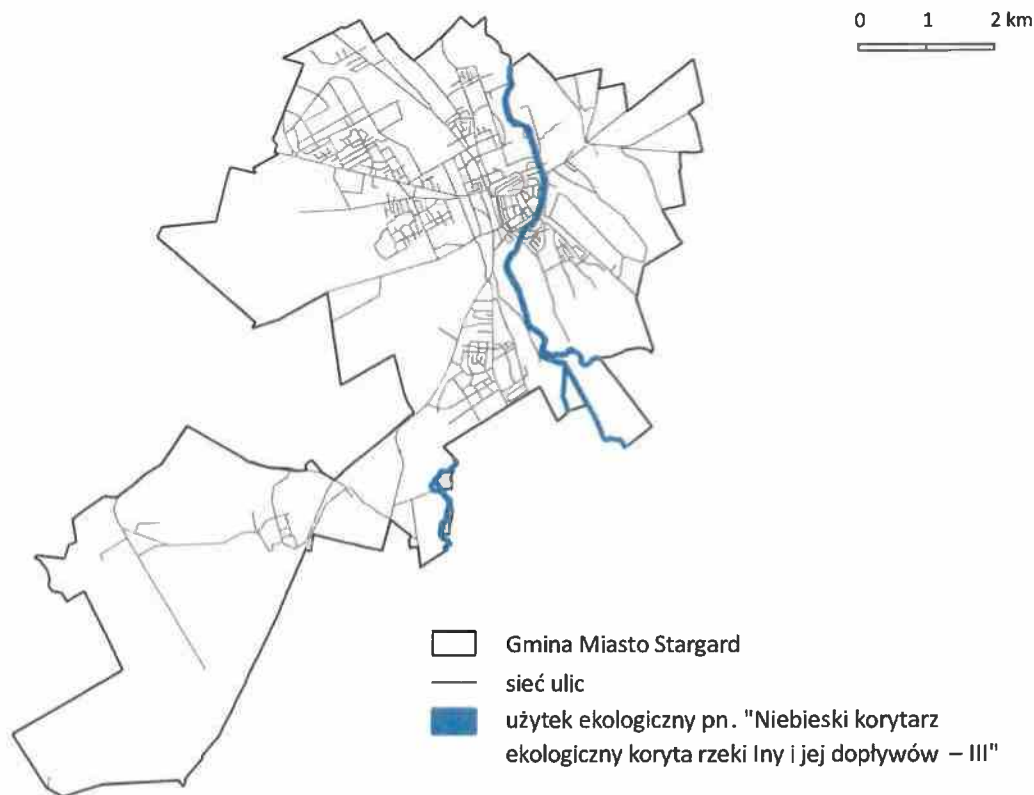 0 1 2 km
Gmina Miasto Stargard
sieć ulic
użytek ekologiczny pn. "Niebieski korytarz
ekologiczny koryta rzeki Iny i jej dopływów – III"